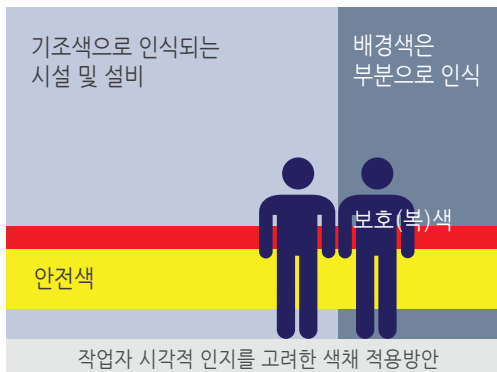 기조색으로 인식되는
시설 및 설비
배경색은
부분으로 인식
보호(복)색
안전색
작업자 시각적 인지를 고려한 색채 적용방안